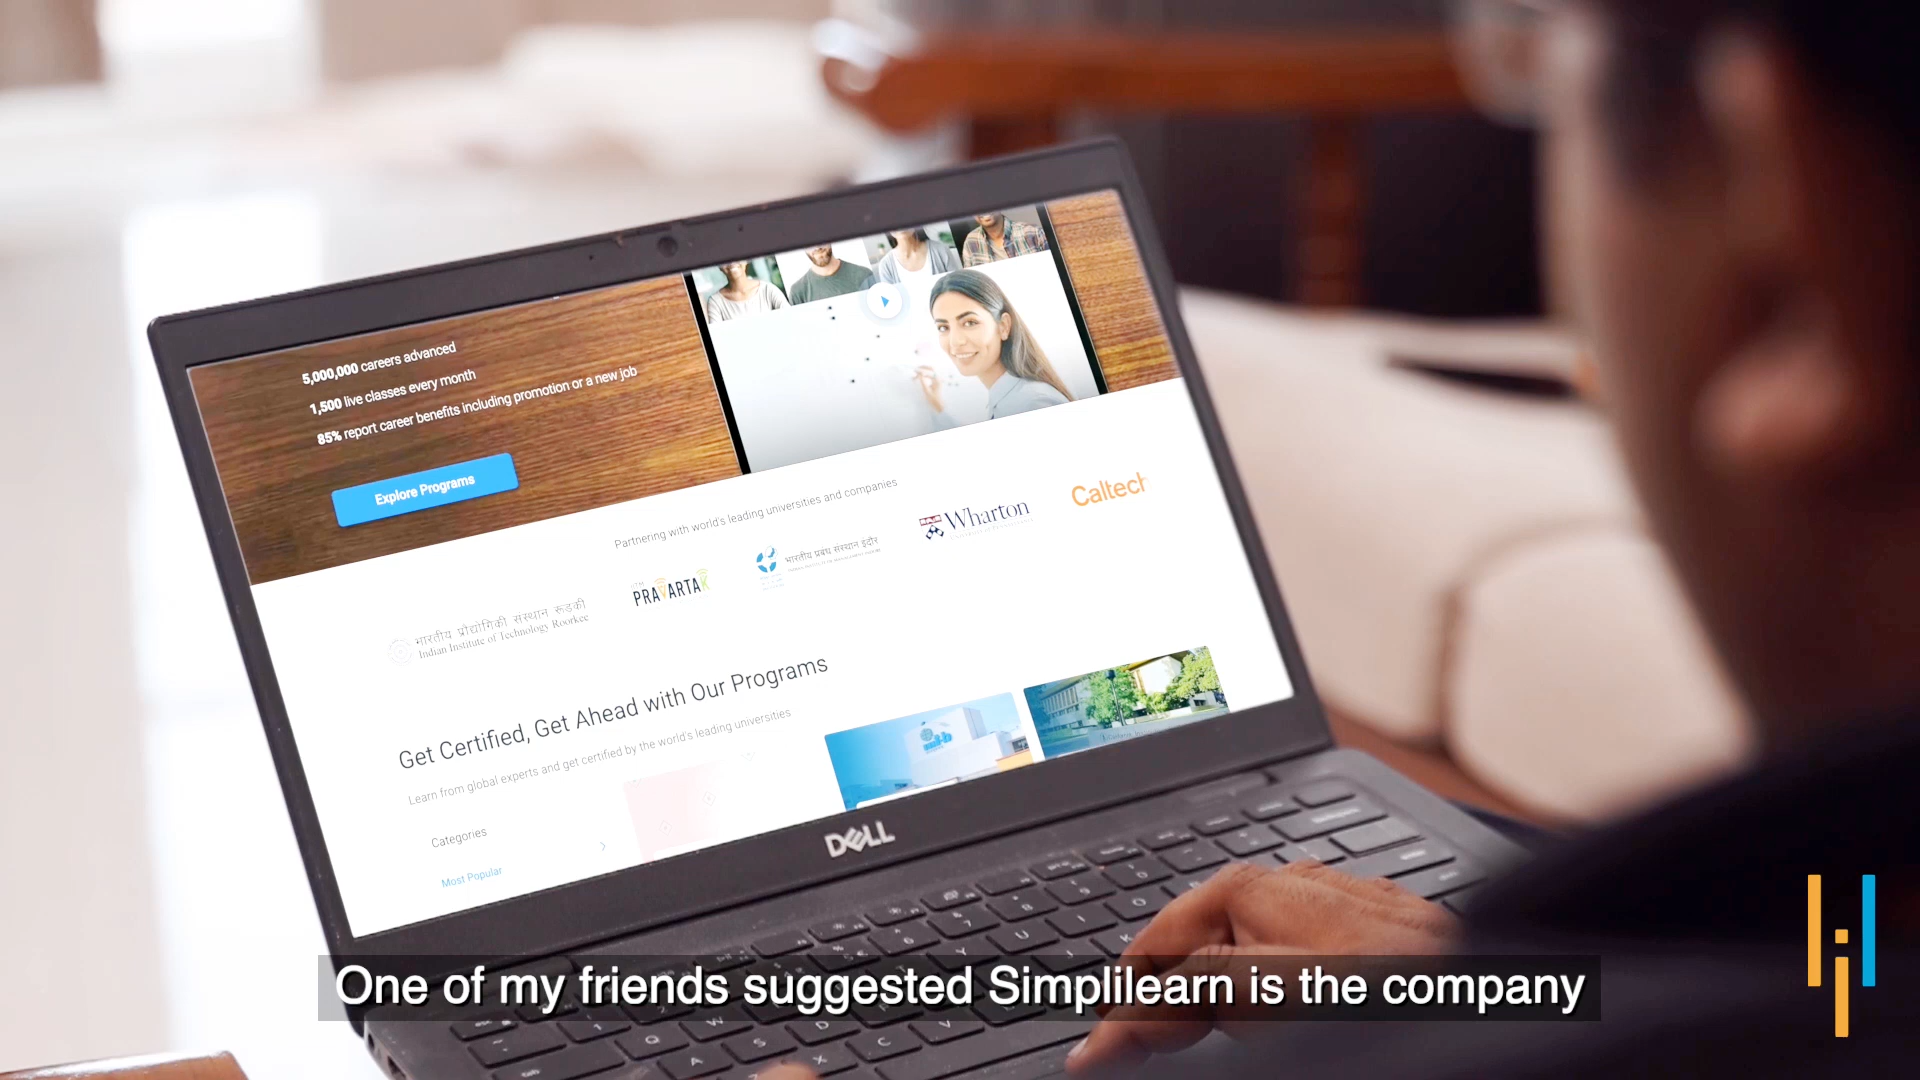 5,000,000 careers advanced
1,500 live classes every month
85% report career benefits including promotion or a new job
Explore Programs
Partnering with world's leading universities and companies
Caltech
Wharton
भारतीय प्रबंध संस्थान इंदौर
PRAVARTAK
भारतीय प्रौद्योगिकी संस्थान रूड़की
Indian Institute of Technology Roorkee
Get Certified, Get Ahead with Our Programs
Learn from global experts and get certified by the world's leading universities
Categories
Most Popular
DELL
One of my friends suggested Simplilearn is the company